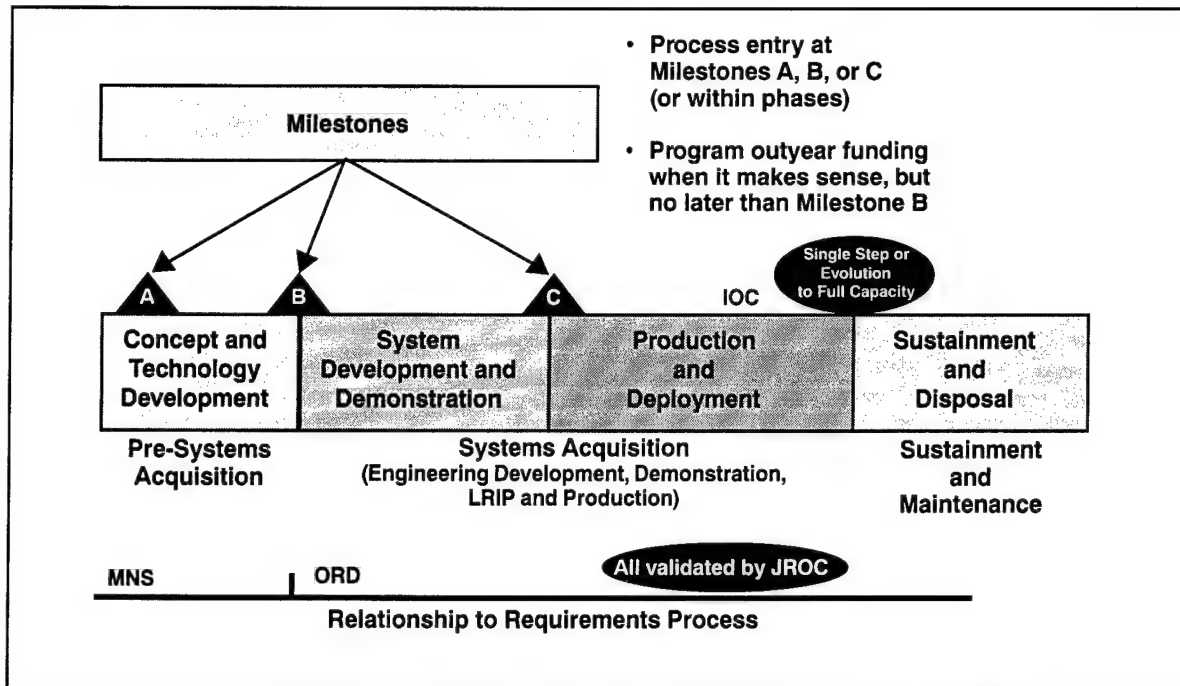 • Process entry at
Milestones A, B, or C
(or within phases)
• Program outyear funding
when it makes sense, but
no later than Milestone B
Milestones
A
B
C
IOC
Single Step or
Evolution
to Full Capacity
Concept and
Technology
Development
System
Development and
Demonstration
Production
and
Deployment
Sustainment
and
Disposal
Pre-Systems
Acquisition
Systems Acquisition
(Engineering Development, Demonstration,
LRIP and Production)
Sustainment
and
Maintenance
MNS
ORD
All validated by JROC
Relationship to Requirements Process